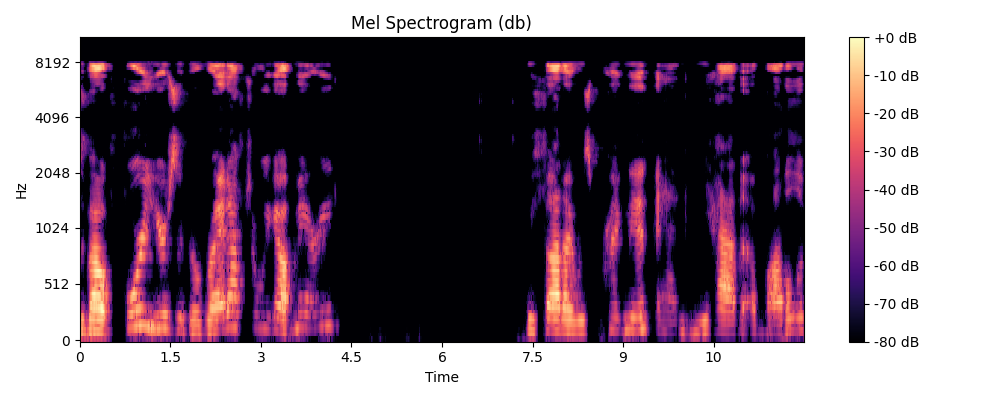 Mel Spectrogram (db)
Hz
8192
4096
2048
1024
512
0
0 1.5 3 4.5 6 7.5 9 10
Time
+0 dB
-10 dB
-20 dB
-30 dB
-40 dB
-50 dB
-60 dB
-70 dB
-80 dB